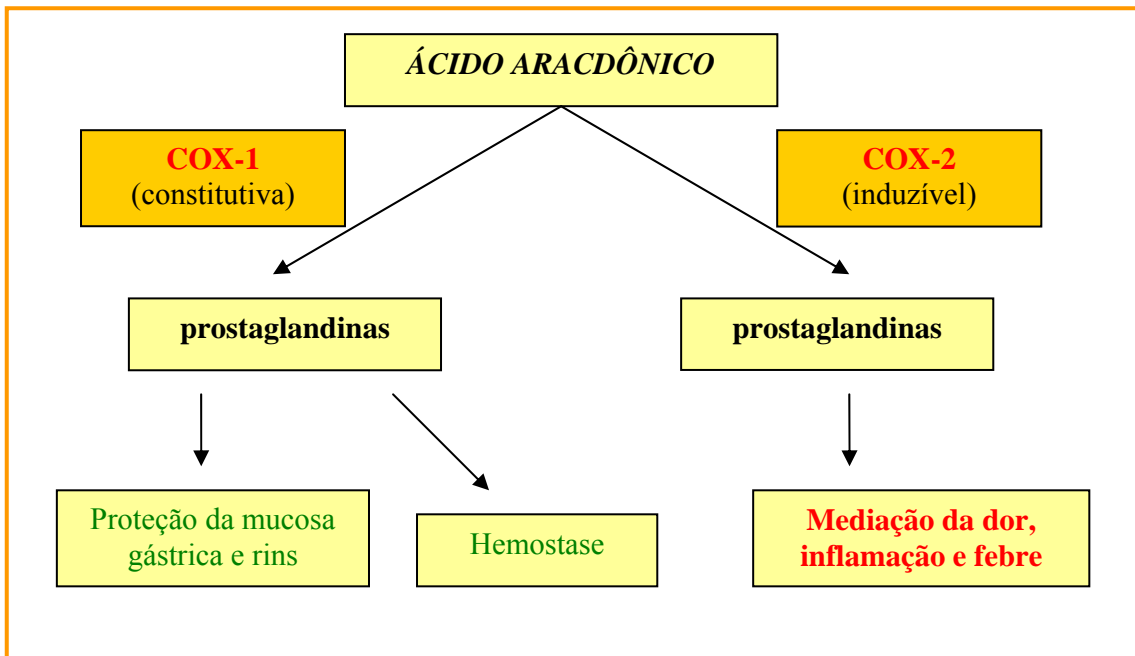 ÁCIDO ARACDÔNICO
COX-1
(constitutiva)
COX-2
(induzível)
prostaglandinas
prostaglandinas
Proteção da mucosa
gástrica e rins
Hemostase
Mediação da dor,
inflamação e febre